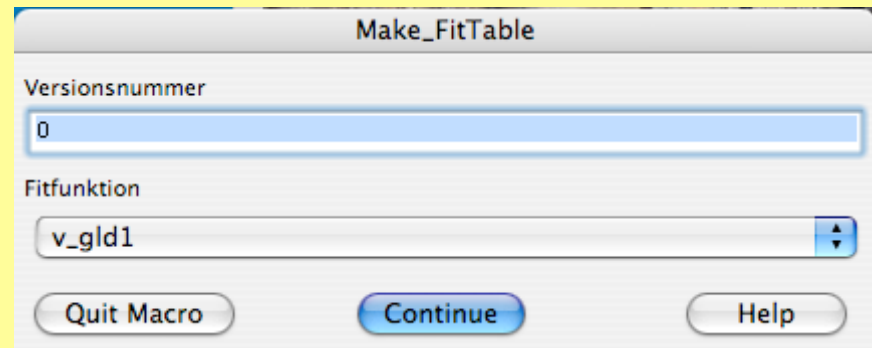 Make_FitTable
Versionsnummer
0
Fitfunktion
v_gld1
Quit Macro Continue Help